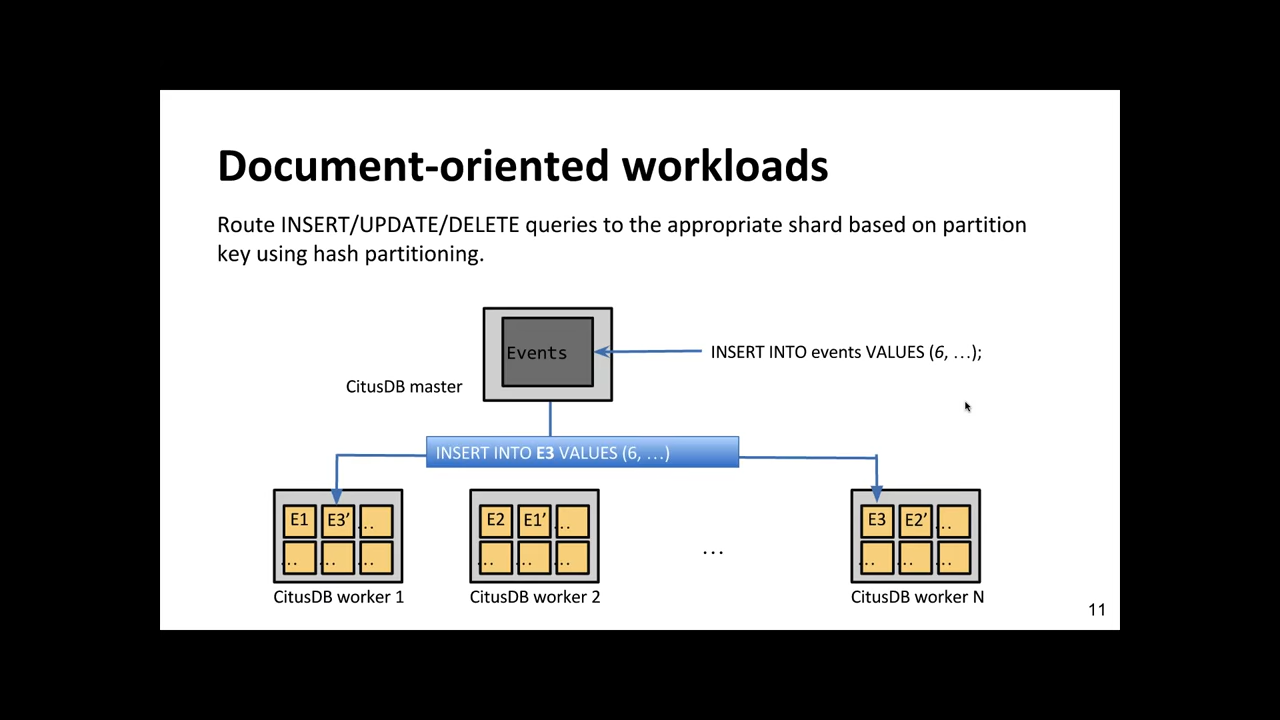 Document-oriented workloads
Route INSERT/UPDATE/DELETE queries to the appropriate shard based on partition
key using hash partitioning.
Events
INSERT INTO events VALUES (6, …);
CitusDB master
INSERT INTO E3 VALUES (6, …)
E1 E3’ …
… … …
CitusDB worker 1
E2 E1’ …
… … …
CitusDB worker 2
…
E3 E2’ …
… … …
CitusDB worker N
11